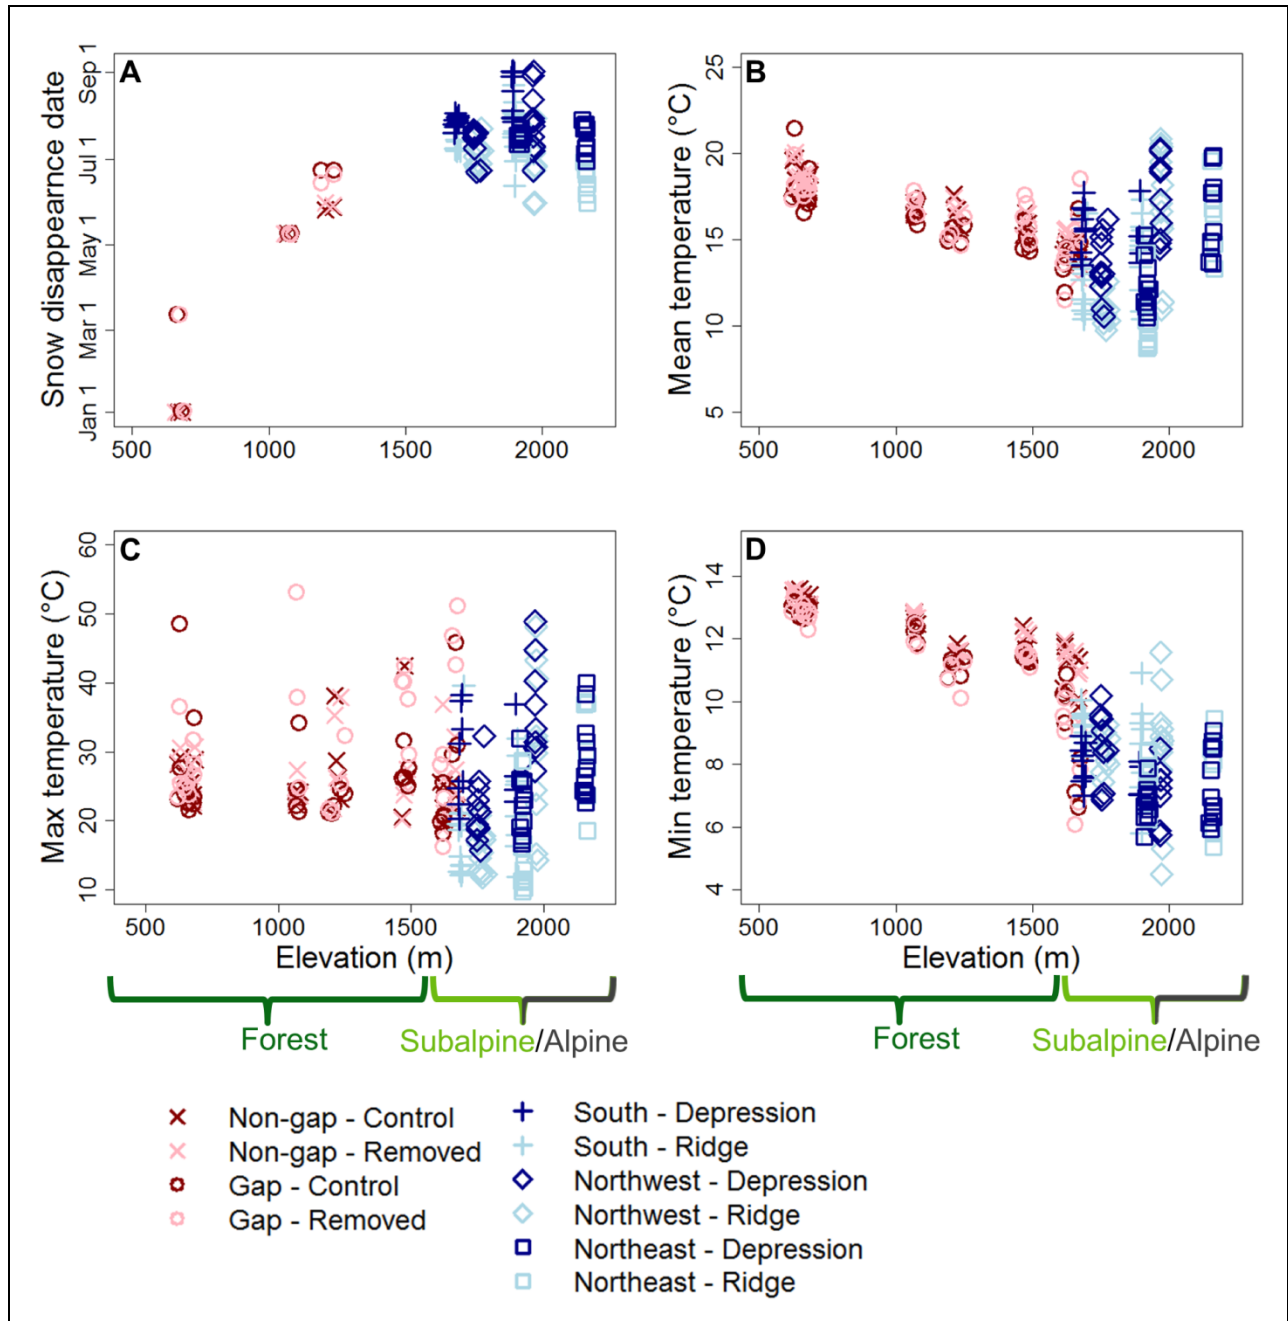 A
Snow disappearnce date
Sep 1
Jul 1
May 1
Mar 1
Jan 1
500 1000 1500 2000
B
Mean temperature (°C)
25
20
15
10
5
500 1000 1500 2000
C
Max temperature (°C)
60
50
40
30
20
10
500 1000 1500 2000
Elevation (m)
Forest
Subalpine/Alpine
D
Min temperature (°C)
14
12
10
8
6
4
500 1000 1500 2000
Elevation (m)
Forest
Subalpine/Alpine
Non-gap - Control
Non-gap - Removed
Gap - Control
Gap - Removed
South - Depression
South - Ridge
Northwest - Depression
Northwest - Ridge
Northeast - Depression
Northeast - Ridge